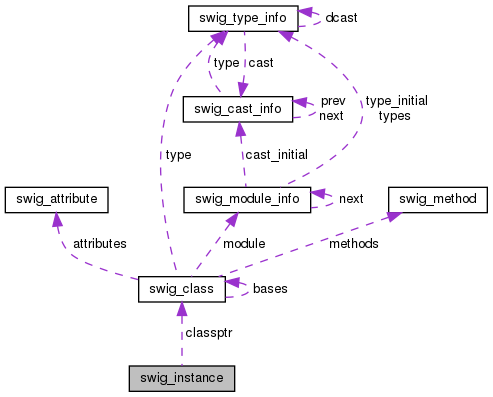 swig_type_info
dcast
type
cast
swig_cast_info
prev
next
type_initial
types
type
cast_initial
swig_attribute
swig_module_info
next
swig_method
attributes
module
methods
swig_class
bases
classptr
swig_instance